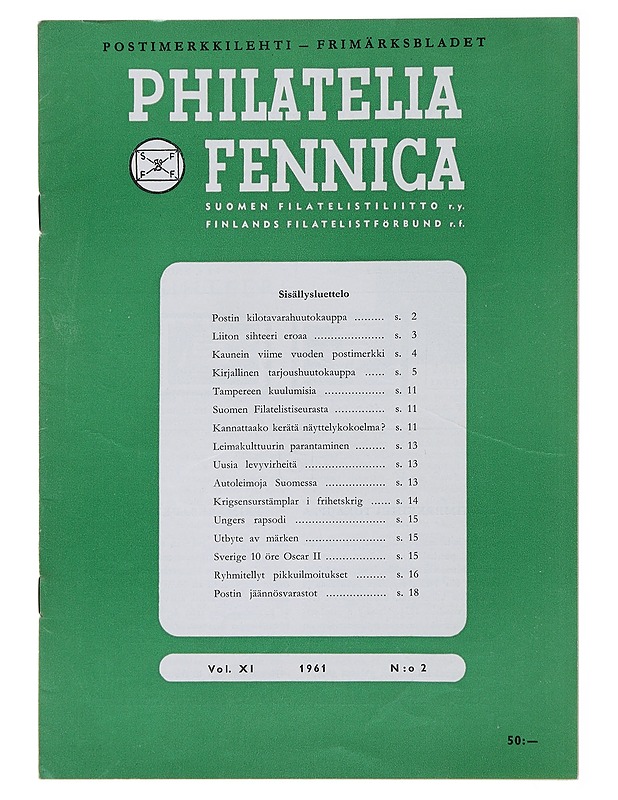 POSTIMERKKILEHTI – FRIMÄRKSBLADET
PHILATELIA
FENNICA
S F
F F
SUOMEN FILATELISTILIITTO r.y.
FINLANDS FILATELISTFÖRBUND r.f.
Sisällysluettelo
Postin kilotavarahuutokauppa ......... s. 2
Liiton sihteeri eroaa ..................... s. 3
Kaunein viime vuoden postimerkki s. 4
Kirjallinen tarjoushuutokauppa ...... s. 5
Tampereen kuulumisia .................. s. 11
Suomen Filatelistiseurasta ............... s. 11
Kannattaako kerätä näyttelykokoelma? s. 11
Leimakulttuurin parantaminen ......... s. 13
Uusia levyvirheitä ........................ s. 13
Autoleimoja Suomessa .................. s. 13
Krigsensurstämplar i frihetskrig ...... s. 14
Ungers rapsodi ........................... s. 15
Utbyte av märken ........................ s. 15
Sverige 10 öre Oscar II .................. s. 15
Ryhmitellyt pikkuilmoitukset ......... s. 16
Postin jäännösvarastot .................. s. 18
Vol. XI 1961 N:o 2
50:—